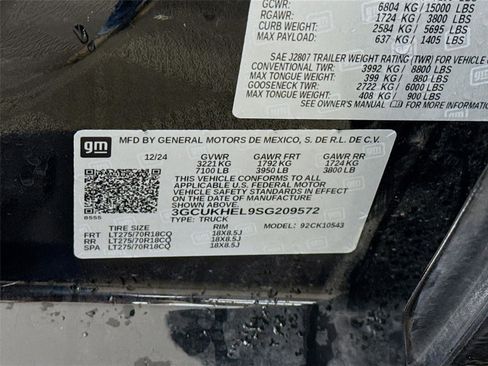 GCWR: 6804 KG / 15000 LBS
RGAWR: 1724 KG / 3800 LBS
CURB WEIGHT: 2584 KG / 5695 LBS
MAX PAYLOAD: 637 KG / 1405 LBS
SAE J2807 TRAILER WEIGHT RATING (TWR) FOR VEHICLE
CONVENTIONAL TWR: 3992 KG / 8800 LBS
MAX TONGUE WEIGHT: 399 KG / 880 LBS
GOOSENECK TWR: 2722 KG / 6000 LBS
MAX TONGUE WEIGHT: 408 KG / 900 LBS
SEE OWNER'S MANUAL FOR MORE INFORMATION
gm
MFD BY GENERAL MOTORS DE MEXICO, S. DE R.L. DE C.V.
12/24 GVWR GAWR FRT GAWR RR
3221 KG 1792 KG 1724 KG
7100 LB 3950 LB 3800 LB
THIS VEHICLE CONFORMS TO ALL APPLICABLE U.S. FEDERAL MOTOR
VEHICLE SAFETY STANDARDS IN EFFECT ON THE DATE OF
MANUFACTURE SHOWN ABOVE.
3GCUKHEL9SG209572
TYPE: TRUCK
TIRE SIZE RIM MODEL: 92CK10543
FRT LT275/70R18CQ 18X8.5J
RR LT275/70R18CQ 18X8.5J
SPA LT275/70R18CQ 18X8.5J